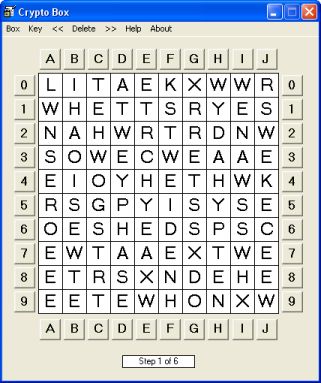 Crypto Box
Box Key << Delete >> Help About
A B C D E F G H I J
0 L I T A E K X W W R 0
1 W H E T T S R Y E S 1
2 N A H W R T R D N W 2
3 S O W E C W E A A E 3
4 E I O Y H E T H W K 4
5 R S G P Y I S Y S E 5
6 O E S H E D S P S C 6
7 E W T A A E X T W E 7
8 E T R S X N D E H E 8
9 E E T E W H O N X W 9
A B C D E F G H I J
Step 1 of 6